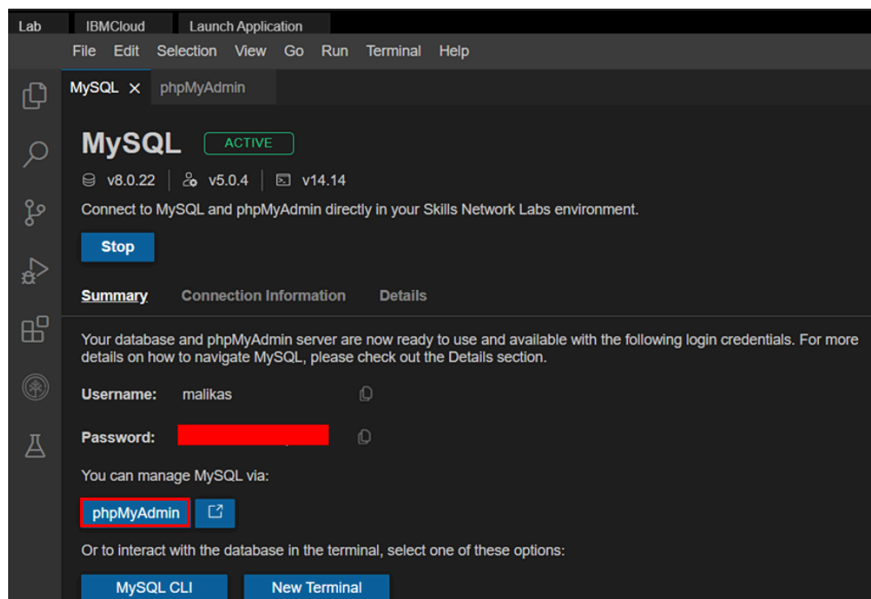 Lab IBMCloud Launch Application
File Edit Selection View Go Run Terminal Help
MySQL phpMyAdmin
MySQL ACTIVE
v8.0.22 v5.0.4 v14.14
Connect to MySQL and phpMyAdmin directly in your Skills Network Labs environment.
Stop
Summary Connection Information Details
Your database and phpMyAdmin server are now ready to use and available with the following login credentials. For more
details on how to navigate MySQL, please check out the Details section.
Username: malikas
Password:
You can manage MySQL via:
phpMyAdmin
Or to interact with the database in the terminal, select one of these options:
MySQL CLI New Terminal